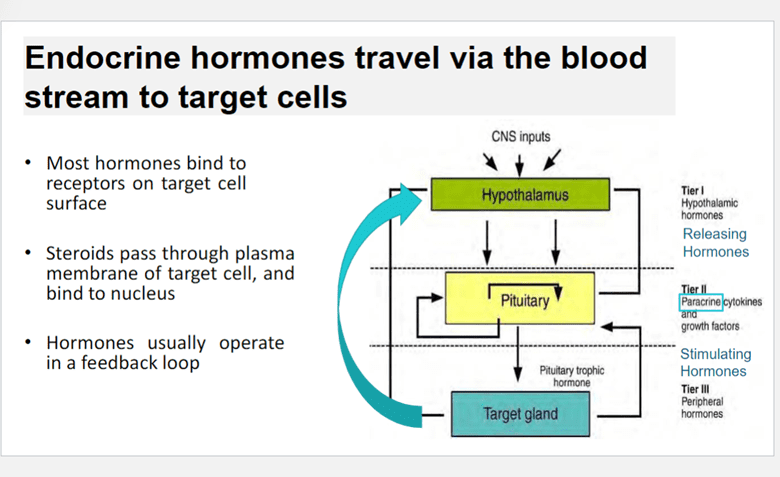 Endocrine hormones travel via the blood
stream to target cells
• Most hormones bind to
receptors on target cell
surface
• Steroids pass through plasma
membrane of target cell, and
bind to nucleus
• Hormones usually operate
in a feedback loop
CNS inputs
Hypothalamus
Pituitary
Pituitary trophic
hormone
Target gland
Tier I
Hypothalamic
hormones
Releasing
Hormones
Tier II
Paracrine cytokines
and
growth factors
Stimulating
Hormones
Tier III
Peripheral
hormones